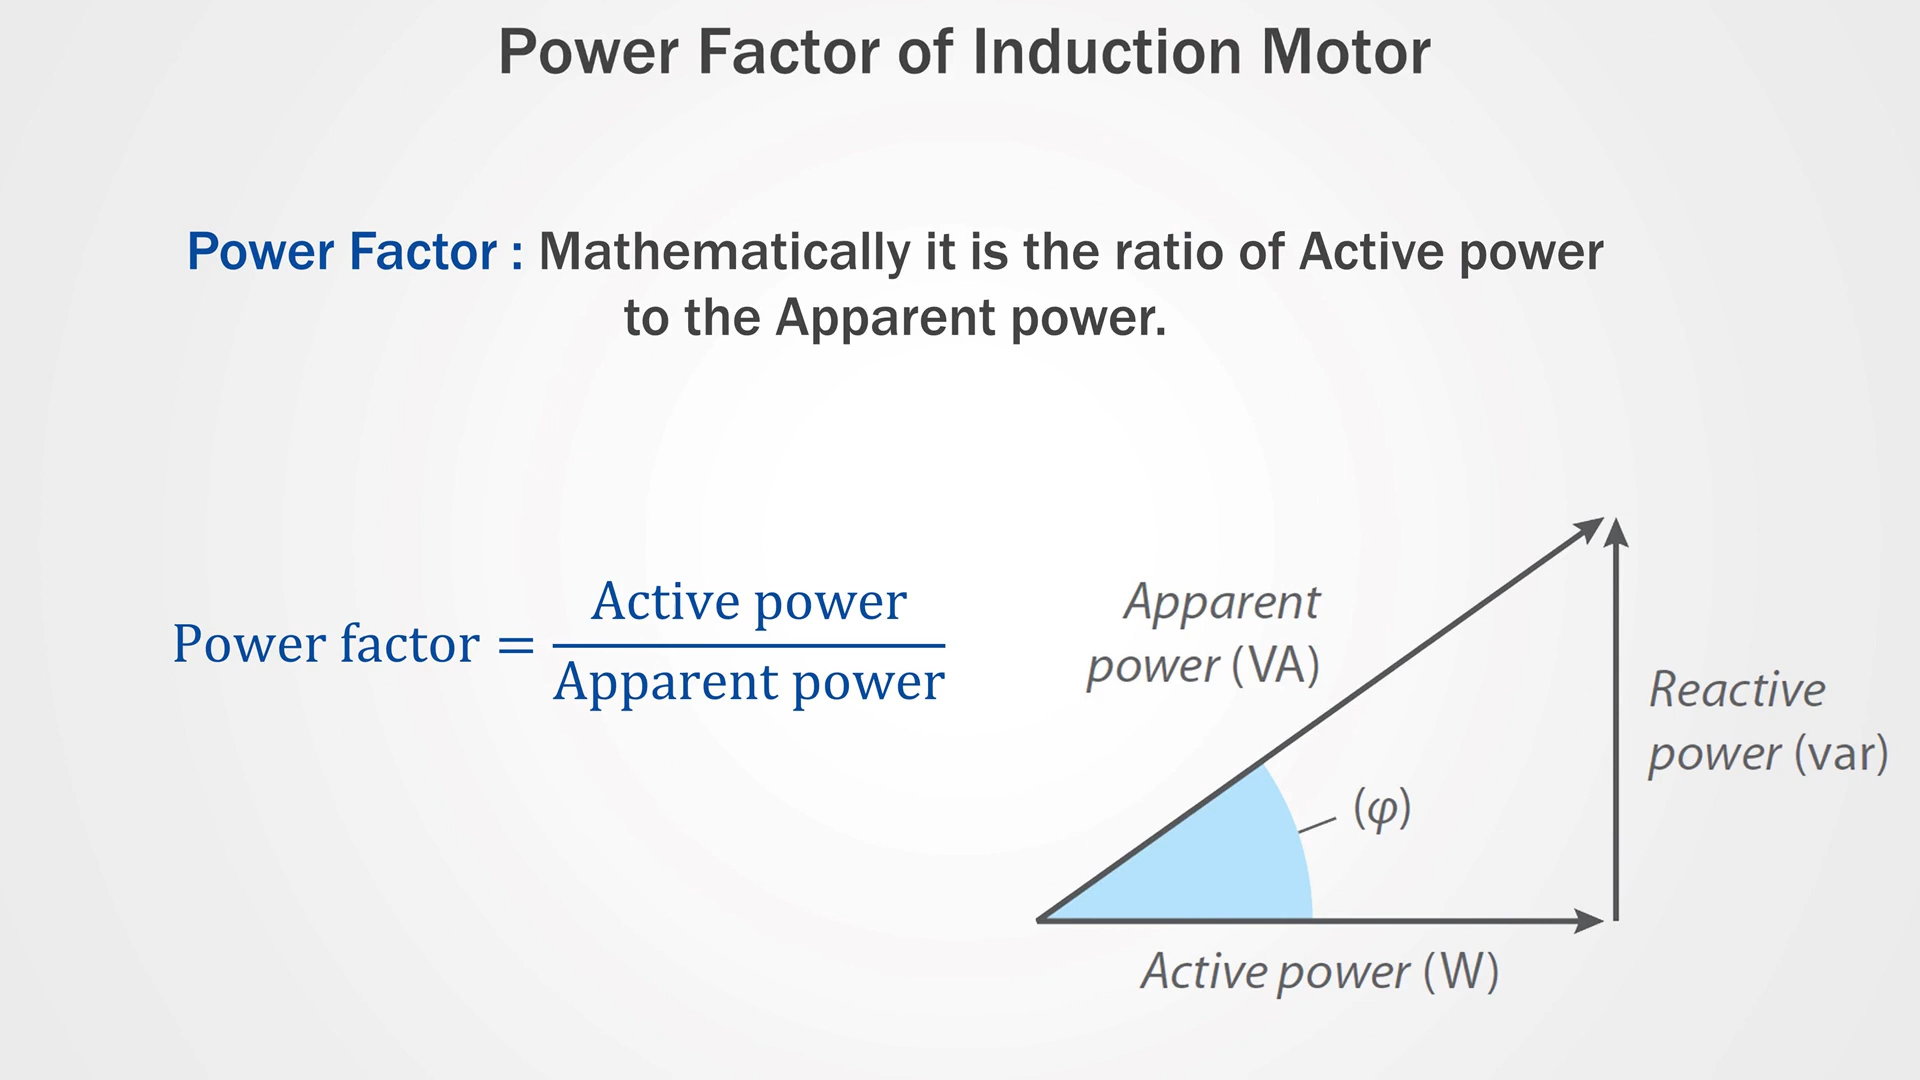 Power Factor of Induction Motor
Power Factor : Mathematically it is the ratio of Active power
to the Apparent power.
Power factor = Active power
Apparent power
Apparent
power (VA)
Reactive
power (var)
(φ)
Active power (W)